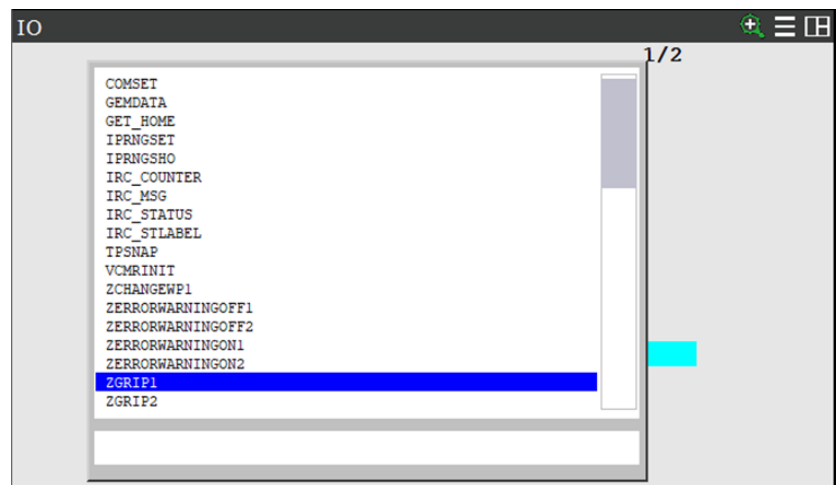 IO
1/2
COMSET
GEMDATA
GET_HOME
IPRNGSET
IPRNGSHO
IRC_COUNTER
IRC_MSG
IRC_STATUS
IRC_STLABEL
TPSNAP
VCMRINIT
ZCHANGEWP1
ZERRORWARNINGOFF1
ZERRORWARNINGOFF2
ZERRORWARNINGON1
ZERRORWARNINGON2
ZGRIP1
ZGRIP2